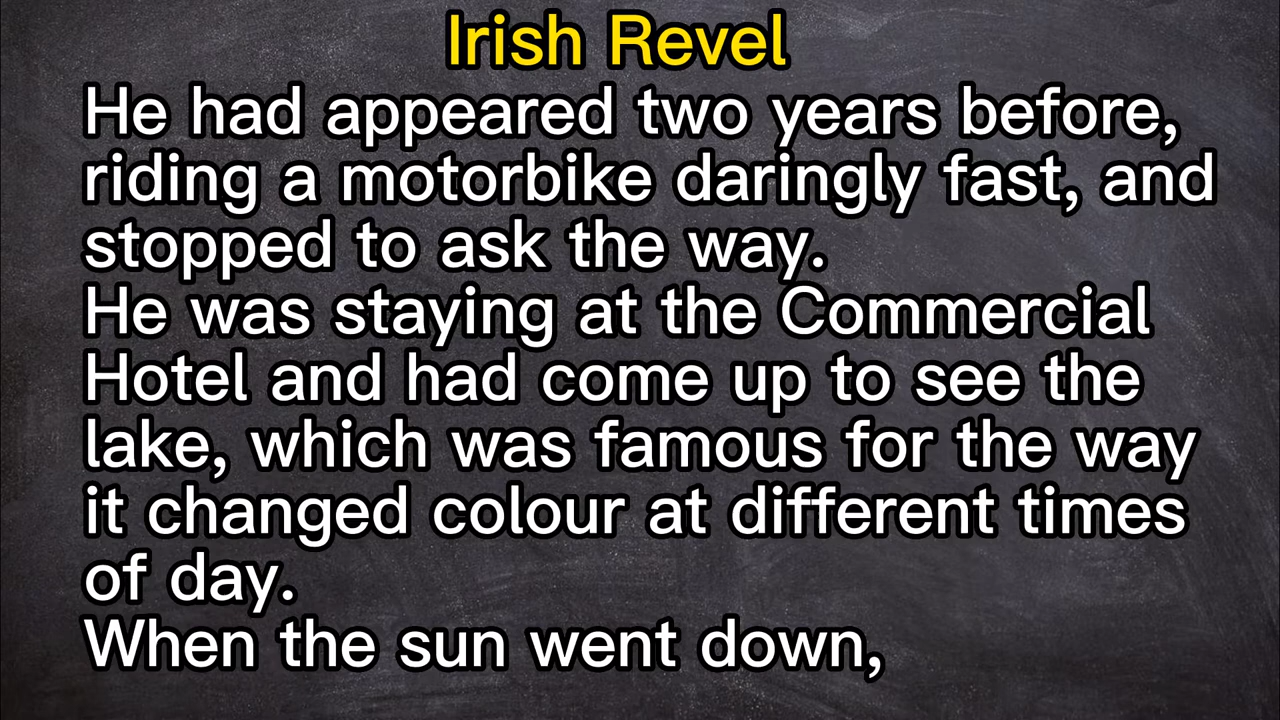 Irish Revel
He had appeared two years before,
riding a motorbike daringly fast, and
stopped to ask the way.
He was staying at the Commercial
Hotel and had come up to see the
lake, which was famous for the way
it changed colour at different times
of day.
When the sun went down,